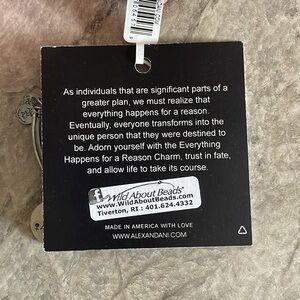 As individuals that are significant parts of a
greater plan, we must realize that
everything happens for a reason.
Eventually, everyone transforms into the
unique person that they were destined to
be. Adorn yourself with the Everything
Happens for a Reason Charm, trust in fate,
and allow life to take its course.
f Wild About Beads
www.WildAboutBeads.com
Tiverton, RI : 401.624.4332
MADE IN AMERICA WITH LOVE
WWW.ALEXANDANI.COM